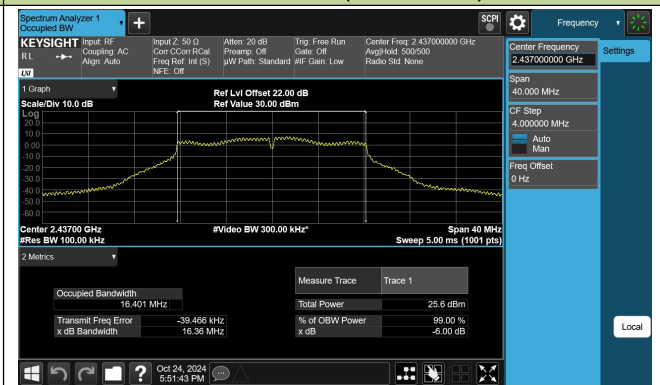 Spectrum Analyzer 1
Occupied BW
SCPI
Frequency
KEYSIGHT
RL
LXI
Input: RF
Coupling: AC
Align: Auto
Input Z: 50 Ω
Corr CCorr RCal
Freq Ref: Int (S)
NFE: Off
Atten: 20 dB
Preamp: Off
µW Path: Standard
Trig: Free Run
Gate: Off
#IF Gain: Low
Center Freq: 2.437000000 GHz
Avg|Hold: 500/500
Radio Std: None
Center Frequency
2.437000000 GHz
Settings
Span
40.000 MHz
CF Step
4.000000 MHz
Auto
Man
Freq Offset
0 Hz
1 Graph
Scale/Div 10.0 dB
Ref Lvl Offset 22.00 dB
Ref Value 30.00 dBm
Log
20.0
10.0
0.00
-10.0
-20.0
-30.0
-40.0
-50.0
-60.0
Center 2.43700 GHz
#Video BW 300.00 kHz*
Span 40 MHz
#Res BW 100.00 kHz
Sweep 5.00 ms (1001 pts)
2 Metrics
Measure Trace Trace 1
Occupied Bandwidth
16.401 MHz
Total Power 25.6 dBm
Transmit Freq Error -39.466 kHz
% of OBW Power 99.00 %
x dB Bandwidth 16.36 MHz
x dB -6.00 dB
Local
?
Oct 24, 2024
5:51:43 PM